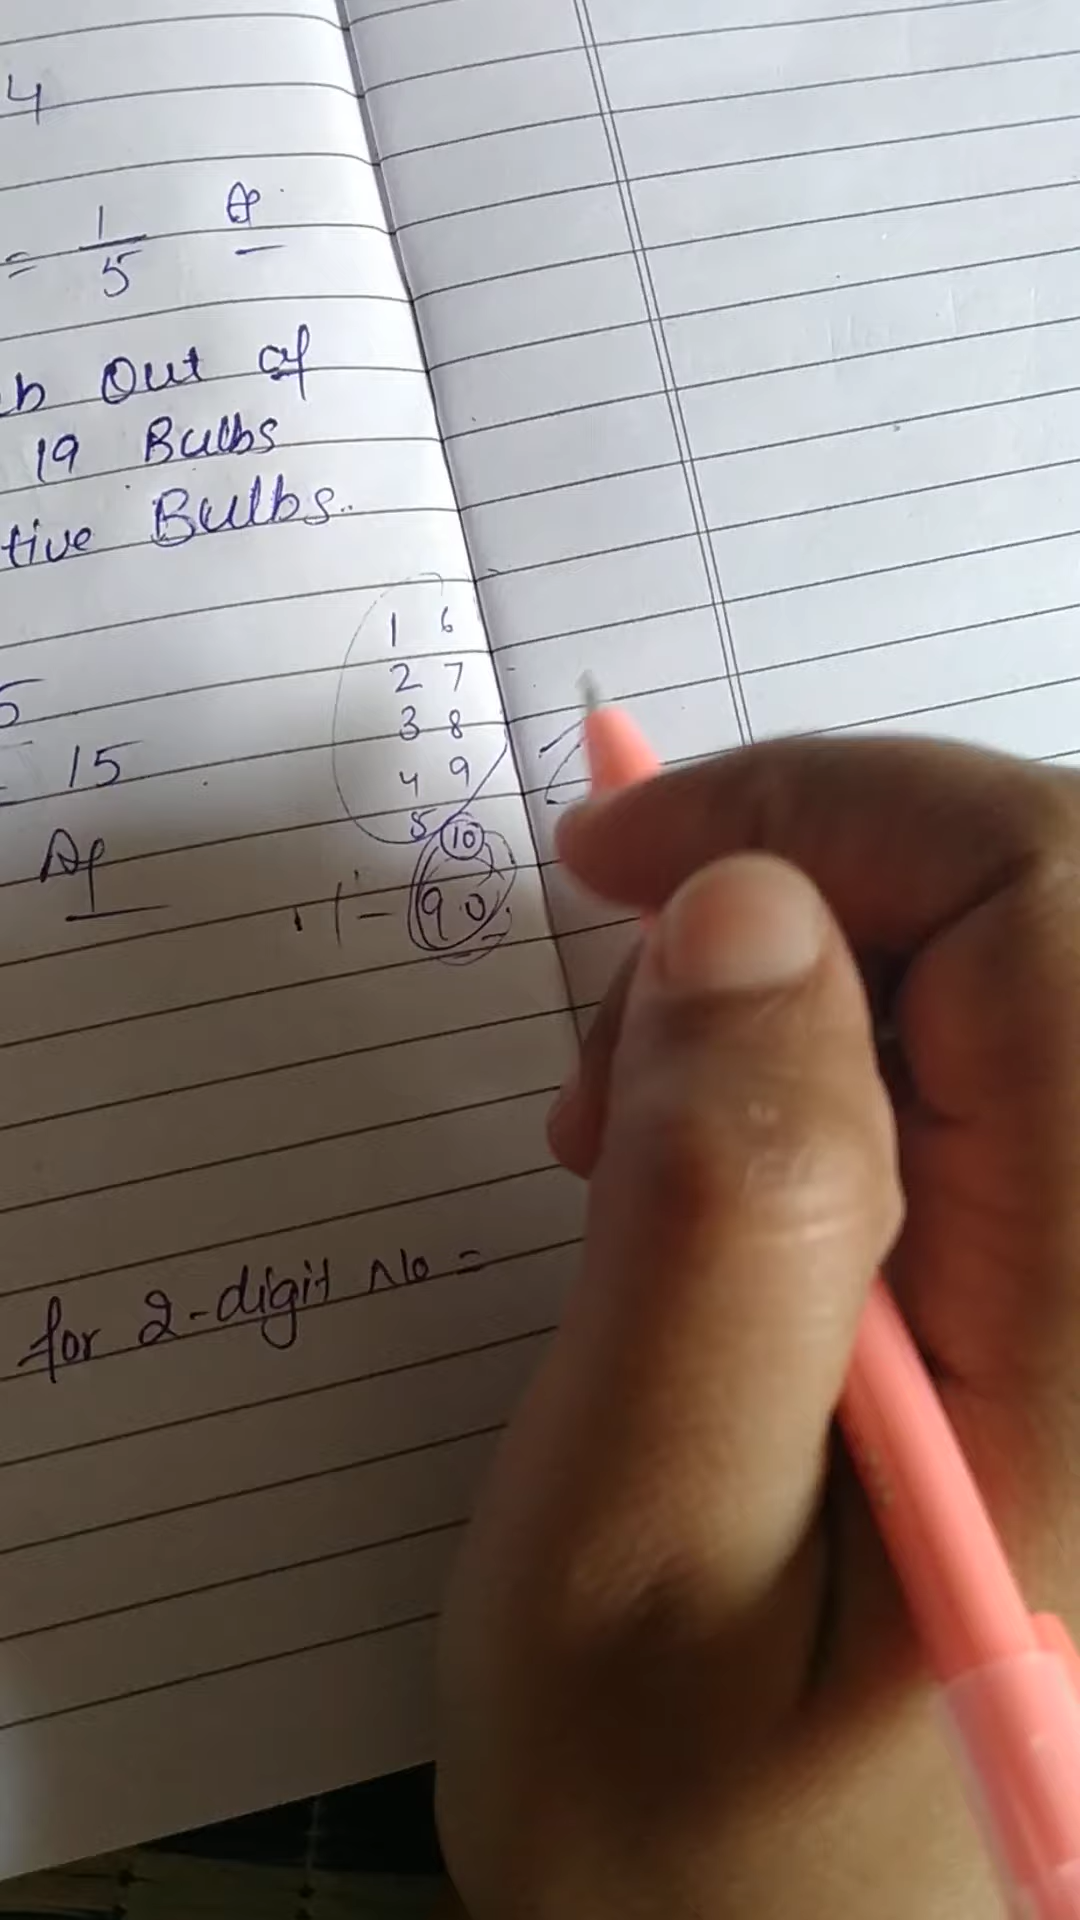 4
= 1/5
b Out of
19 Bulbs
tive Bulbs.
5
15
1 6
2 7
3 8
4 9
5 10
90
for 2-digit No =